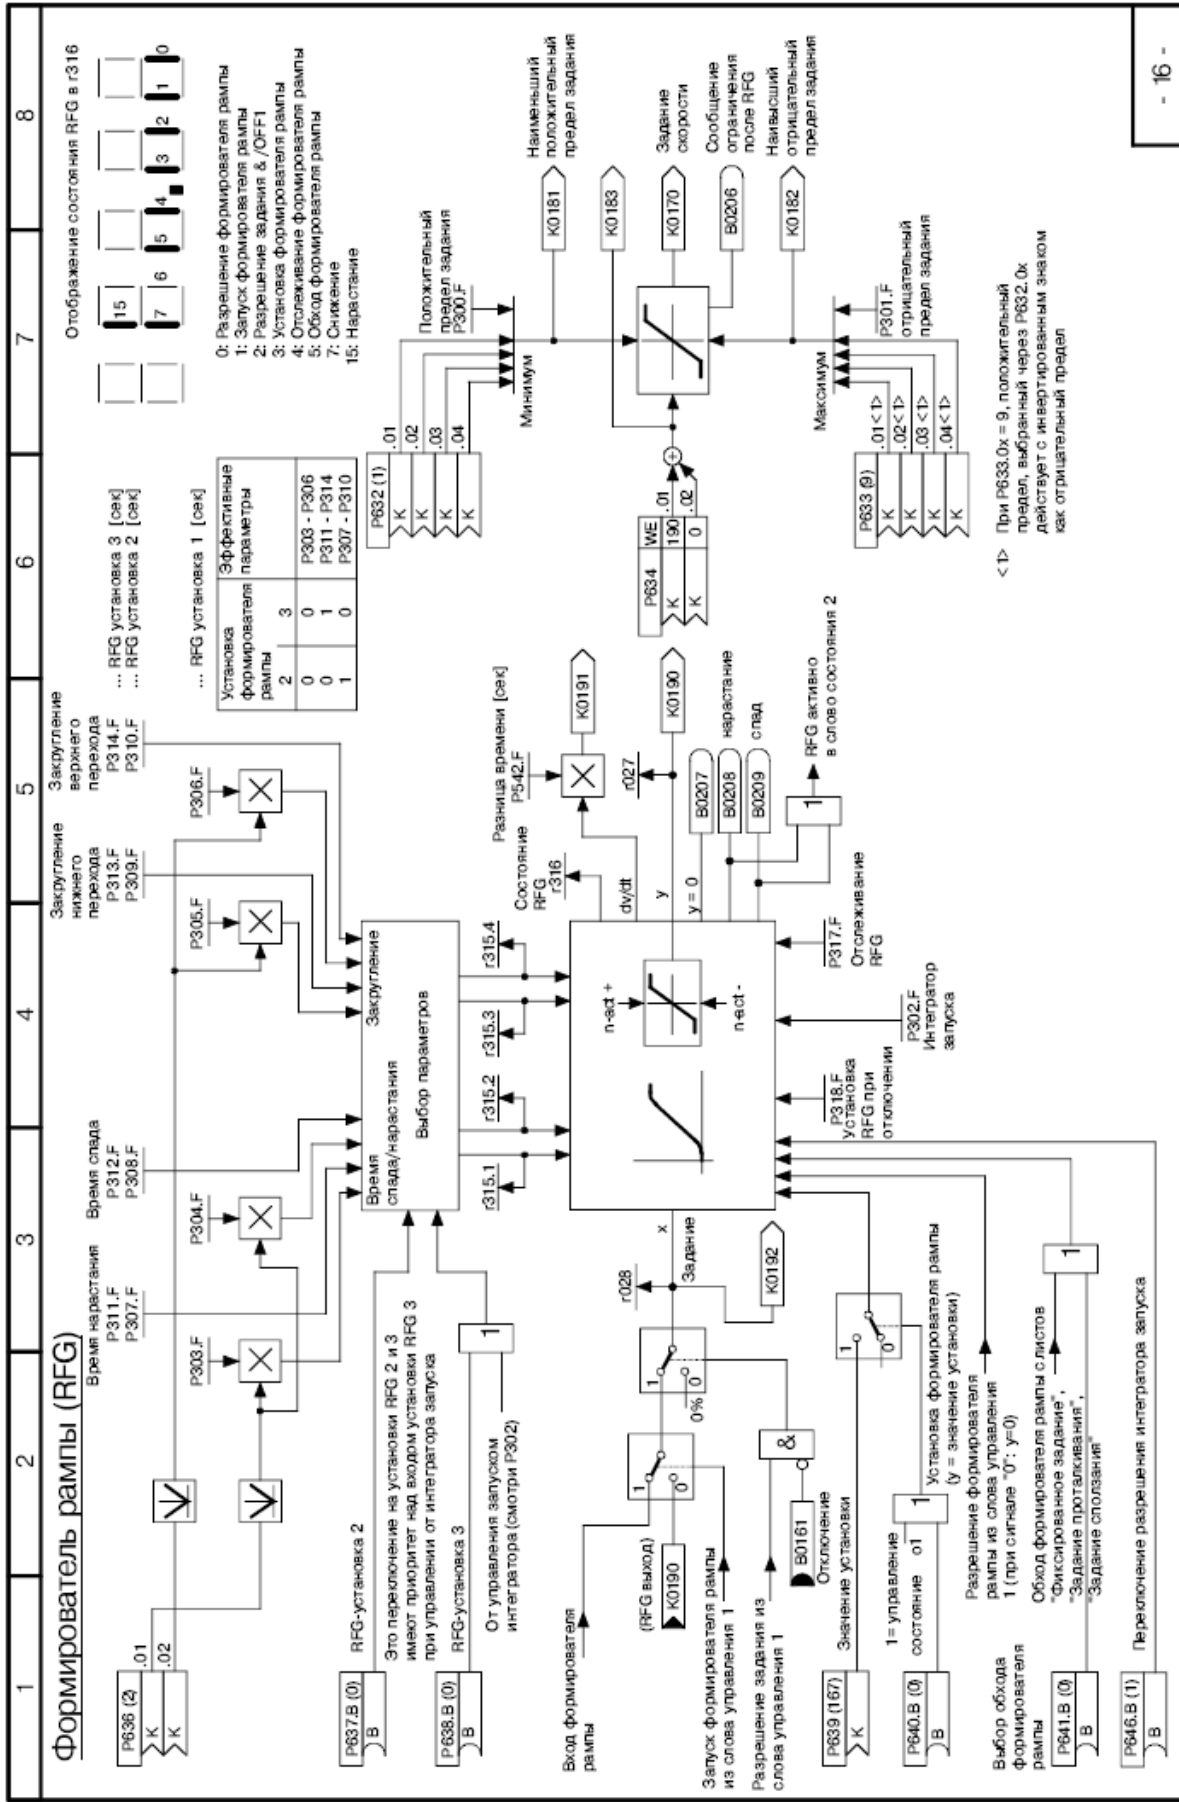 Формирователь рампы (RFG)
1
2
3
4
5
6
7
8
Отображение состояния RFG в r316
15
7
6
5
4
3
2
1
0
0: Разрешение формирователя рампы
1: Запуск формирователя рампы
2: Разрешение задания & /OFF1
3: Установка формирователя рампы
4: Отслеживание формирователя рампы
5: Обход формирователя рампы
7: Снижение
15: Нарастание
P636 (2)
.01
K
.02
K
Время нарастания
P311.F
P307.F
P303.F
Время спада
P312.F
P308.F
P304.F
Закругление
нижнего
перехода
P313.F
P309.F
P305.F
Закругление
верхнего
перехода
P314.F
P310.F
P306.F
... RFG установка 3 [сек]
... RFG установка 2 [сек]
... RFG установка 1 [сек]
Установка
формирователя
рампы
Эффективные
параметры
2
3
0
0
P303 - P306
0
1
P311 - P314
1
0
P307 - P310
P637.B (0)
B
RFG-установка 2
Это переключение на установки RFG 2 и 3
имеют приоритет над входом установки RFG 3
при управлении от интегратора запуска
P638.B (0)
B
RFG-установка 3
1
От управления запуском
интегратора (смотри P302)
Время
спада/нарастания
Закругление
Выбор параметров
r315.1
r315.2
r315.3
r315.4
P632 (1)
K
.01
K
.02
K
.03
K
.04
Положительный
предел задания
P300.F
Минимум
Наименьший
положительный
предел задания
K0181
K0183
Задание
скорости
K0170
Сообщение
ограничения
после RFG
B0206
Наивысший
отрицательный
предел задания
K0182
P634
WE
K
190
.01
K
0
.02
+
Максимум
P301.F
отрицательный
предел задания
P633 (9)
K
.01<1>
K
.02<1>
K
.03 <1>
K
.04<1>
<1>
При P633.0x = 9, положительный
предел, выбранный через P632.0x
действует с инвертированным знаком
как отрицательный предел
Состояние
RFG
r316
Разница времени [сек]
P542.F
K0191
dv/dt
r027
y
K0190
y = 0
B0207
B0208
нарастание
B0209
спад
1
RFG активно
в слово состояния 2
n-act +
n-act -
Вход формирователя
рампы
(RFG выход)
K0190
1
0
1
0
0%
r028
x
Задание
K0192
Запуск формирователя рампы
из слова управления 1
Разрешение задания из
слова управления 1
&
B0161
Отключение
P318.F
Установка
RFG при
отключении
P302.F
Интегратор
запуска
P317.F
Отслеживание
RFG
P639 (167)
K
Значение установки
1
0
P640.B (0)
B
1= управление
состояние o1
1
Установка формирователя рампы
(y = значение установки)
Разрешение формирователя
рампы из слова управления
1 (при сигнале "0": y=0)
Выбор обхода
формирователя
рампы
P641.B (0)
B
Обход формирователя рампы с листов
"Фиксированное задание",
"Задание проталкивания",
"Задание сползания"
1
P646.B (1)
B
Переключение разрешения интегратора запуска
- 16 -